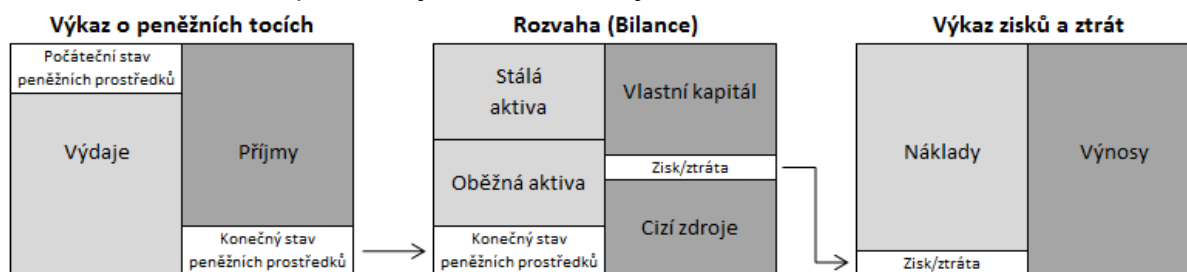 Výkaz o peněžních tocích
Počáteční stav
peněžních prostředků
Výdaje
Příjmy
Konečný stav
peněžních prostředků
Rozvaha (Bilance)
Stálá
aktiva
Oběžná aktiva
Konečný stav
peněžních prostředků
Vlastní kapitál
Zisk/ztráta
Cizí zdroje
Výkaz zisků a ztrát
Náklady
Zisk/ztráta
Výnosy